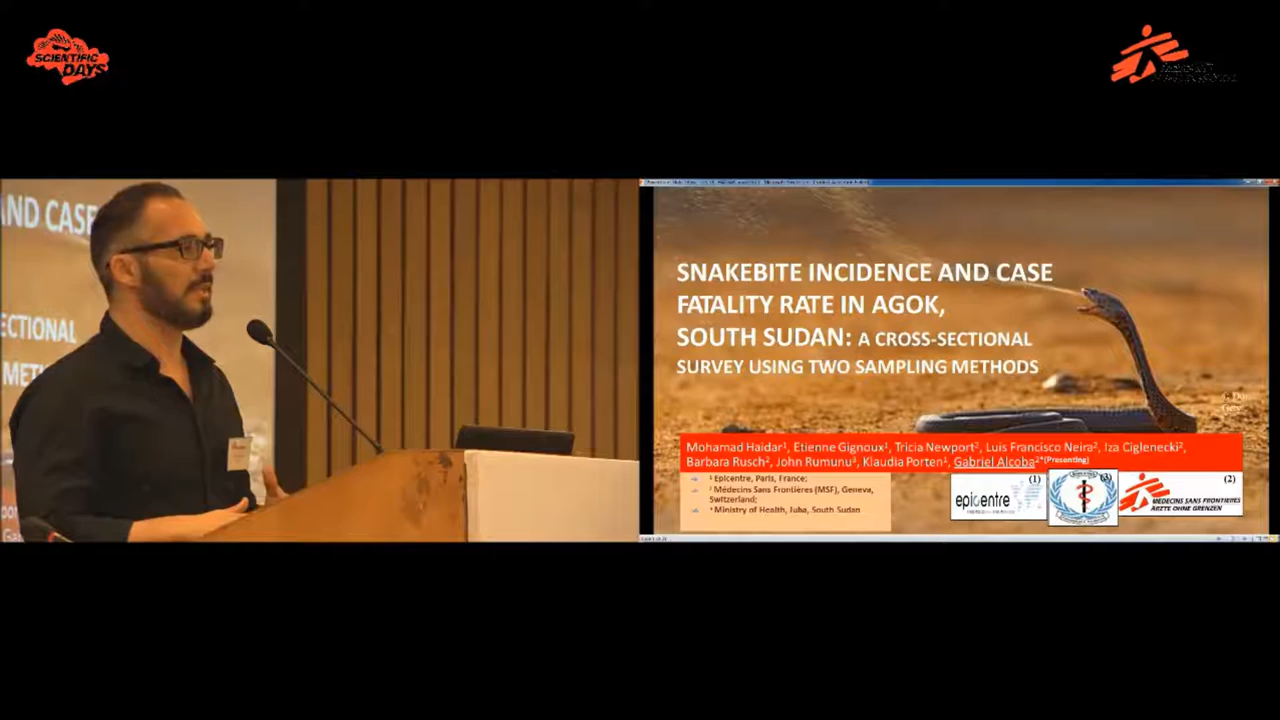 SCIENTIFIC
DAYS
AND CASE
SECTIONAL
SNAKEBITE INCIDENCE AND CASE
FATALITY RATE IN AGOK,
SOUTH SUDAN: A CROSS-SECTIONAL
SURVEY USING TWO SAMPLING METHODS
Mohamad Haidar¹, Etienne Gignoux¹, Tricia Newport², Luis Francisco Neira², Iza Ciglenecki²,
Barbara Rusch², John Rumunu³, Klaudia Porten¹, Gabriel Alcoba²*(Presenting)
¹ Epicentre, Paris, France;
² Médecins Sans Frontières (MSF), Geneva,
Switzerland;
³ Ministry of Health, Juba, South Sudan
(1)
epicentre
(3)
(2)
MEDECINS SANS FRONTIERES
ÄRZTE OHNE GRENZEN